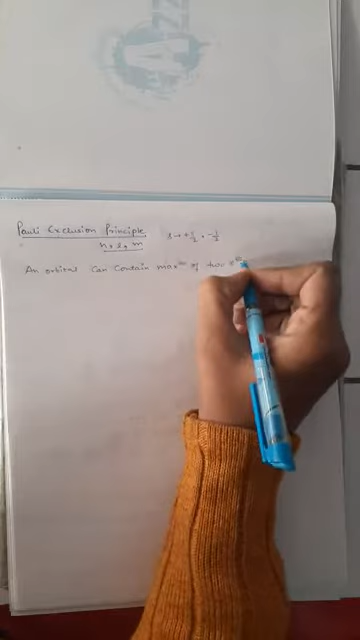 Pauli Exclusion Principle
n, l, m s → +1/2, -1/2
An orbital can contain max^m of two e^⊖